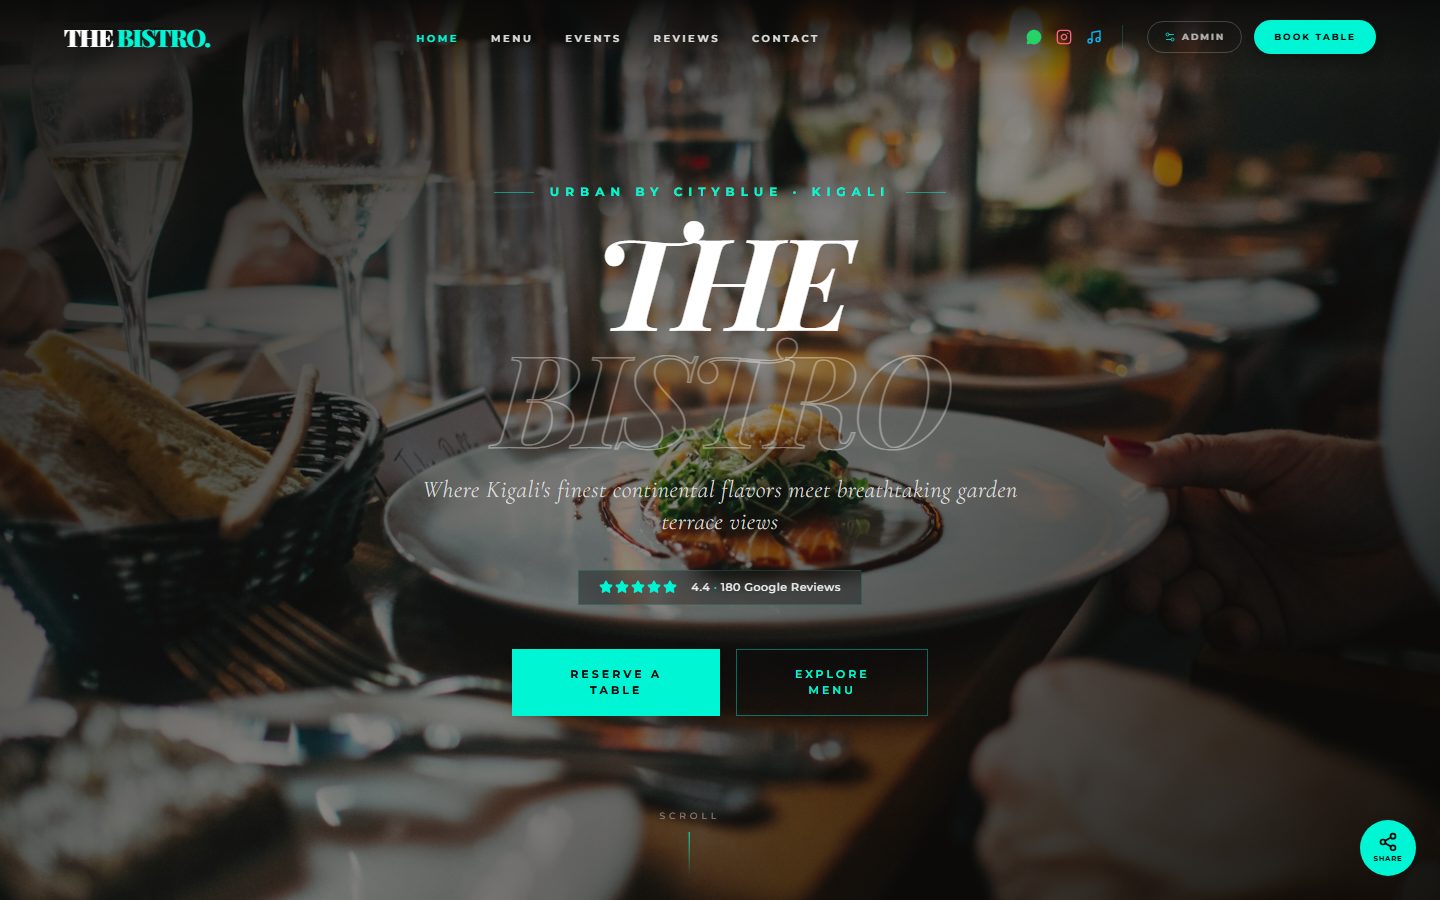 THE BISTRO.
HOME MENU EVENTS REVIEWS CONTACT
ADMIN
BOOK TABLE
URBAN BY CITYBLUE · KIGALI
THE
BISTRO
Where Kigali's finest continental flavors meet breathtaking garden
terrace views
4.4 · 180 Google Reviews
RESERVE A
TABLE
EXPLORE
MENU
SCROLL
SHARE